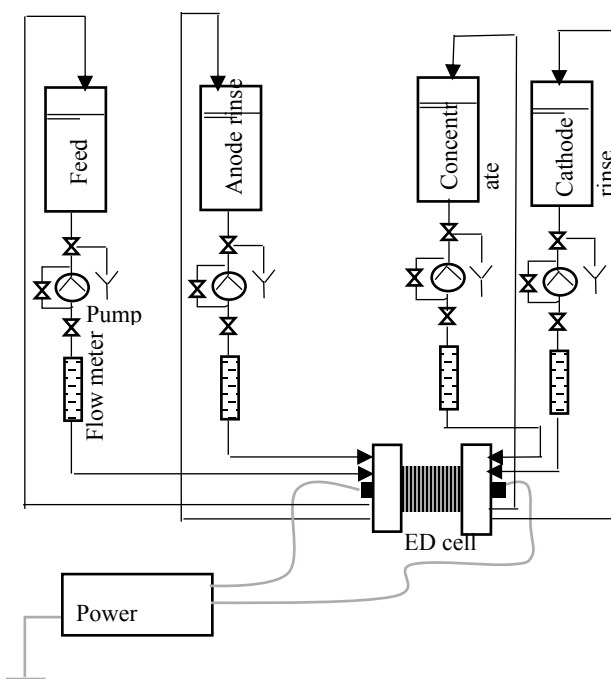 Feed
Anode rinse
Concentr
ate
Cathode
rinse
Pump
Flow meter
ED cell
Power